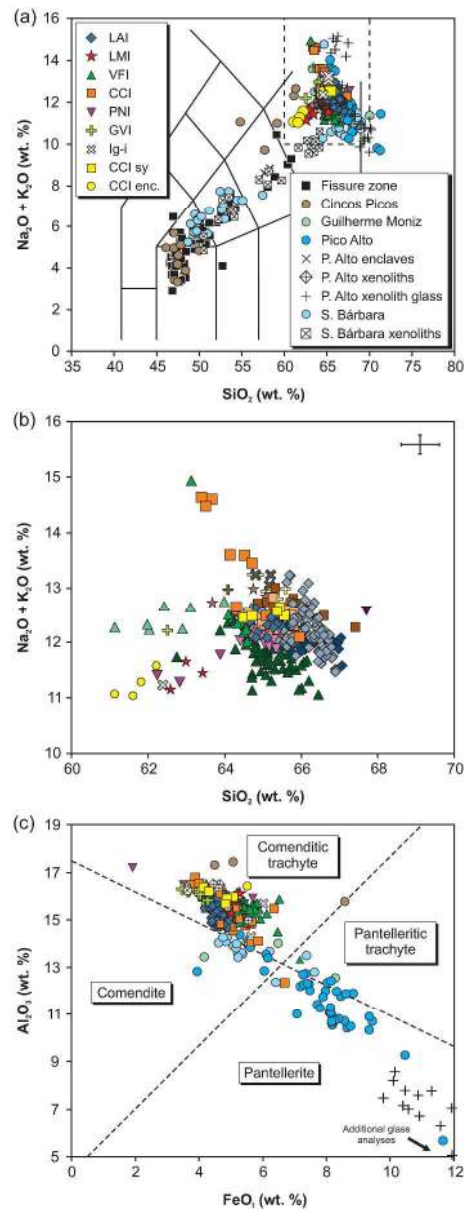 (a)
16
14
12
10
8
6
4
2
0
Na₂O + K₂O (wt. %)
LAI
LMI
VFI
CCI
PNI
GVI
Ig-i
CCI sy
CCI enc.
Fissure zone
Cincos Picos
Guilherme Moniz
Pico Alto
P. Alto enclaves
P. Alto xenoliths
P. Alto xenolith glass
S. Bárbara
S. Bárbara xenoliths
35 40 45 50 55 60 65 70 75 80
SiO₂ (wt. %)
(b)
16
15
14
13
12
11
10
Na₂O + K₂O (wt. %)
60 62 64 66 68 70
SiO₂ (wt. %)
(c)
19
17
15
13
11
9
7
5
Al₂O₃ (wt. %)
Comenditic
trachyte
Pantelleritic
trachyte
Comendite
Pantellerite
Additional glass
analyses
0 2 4 6 8 10 12
FeOₜ (wt. %)